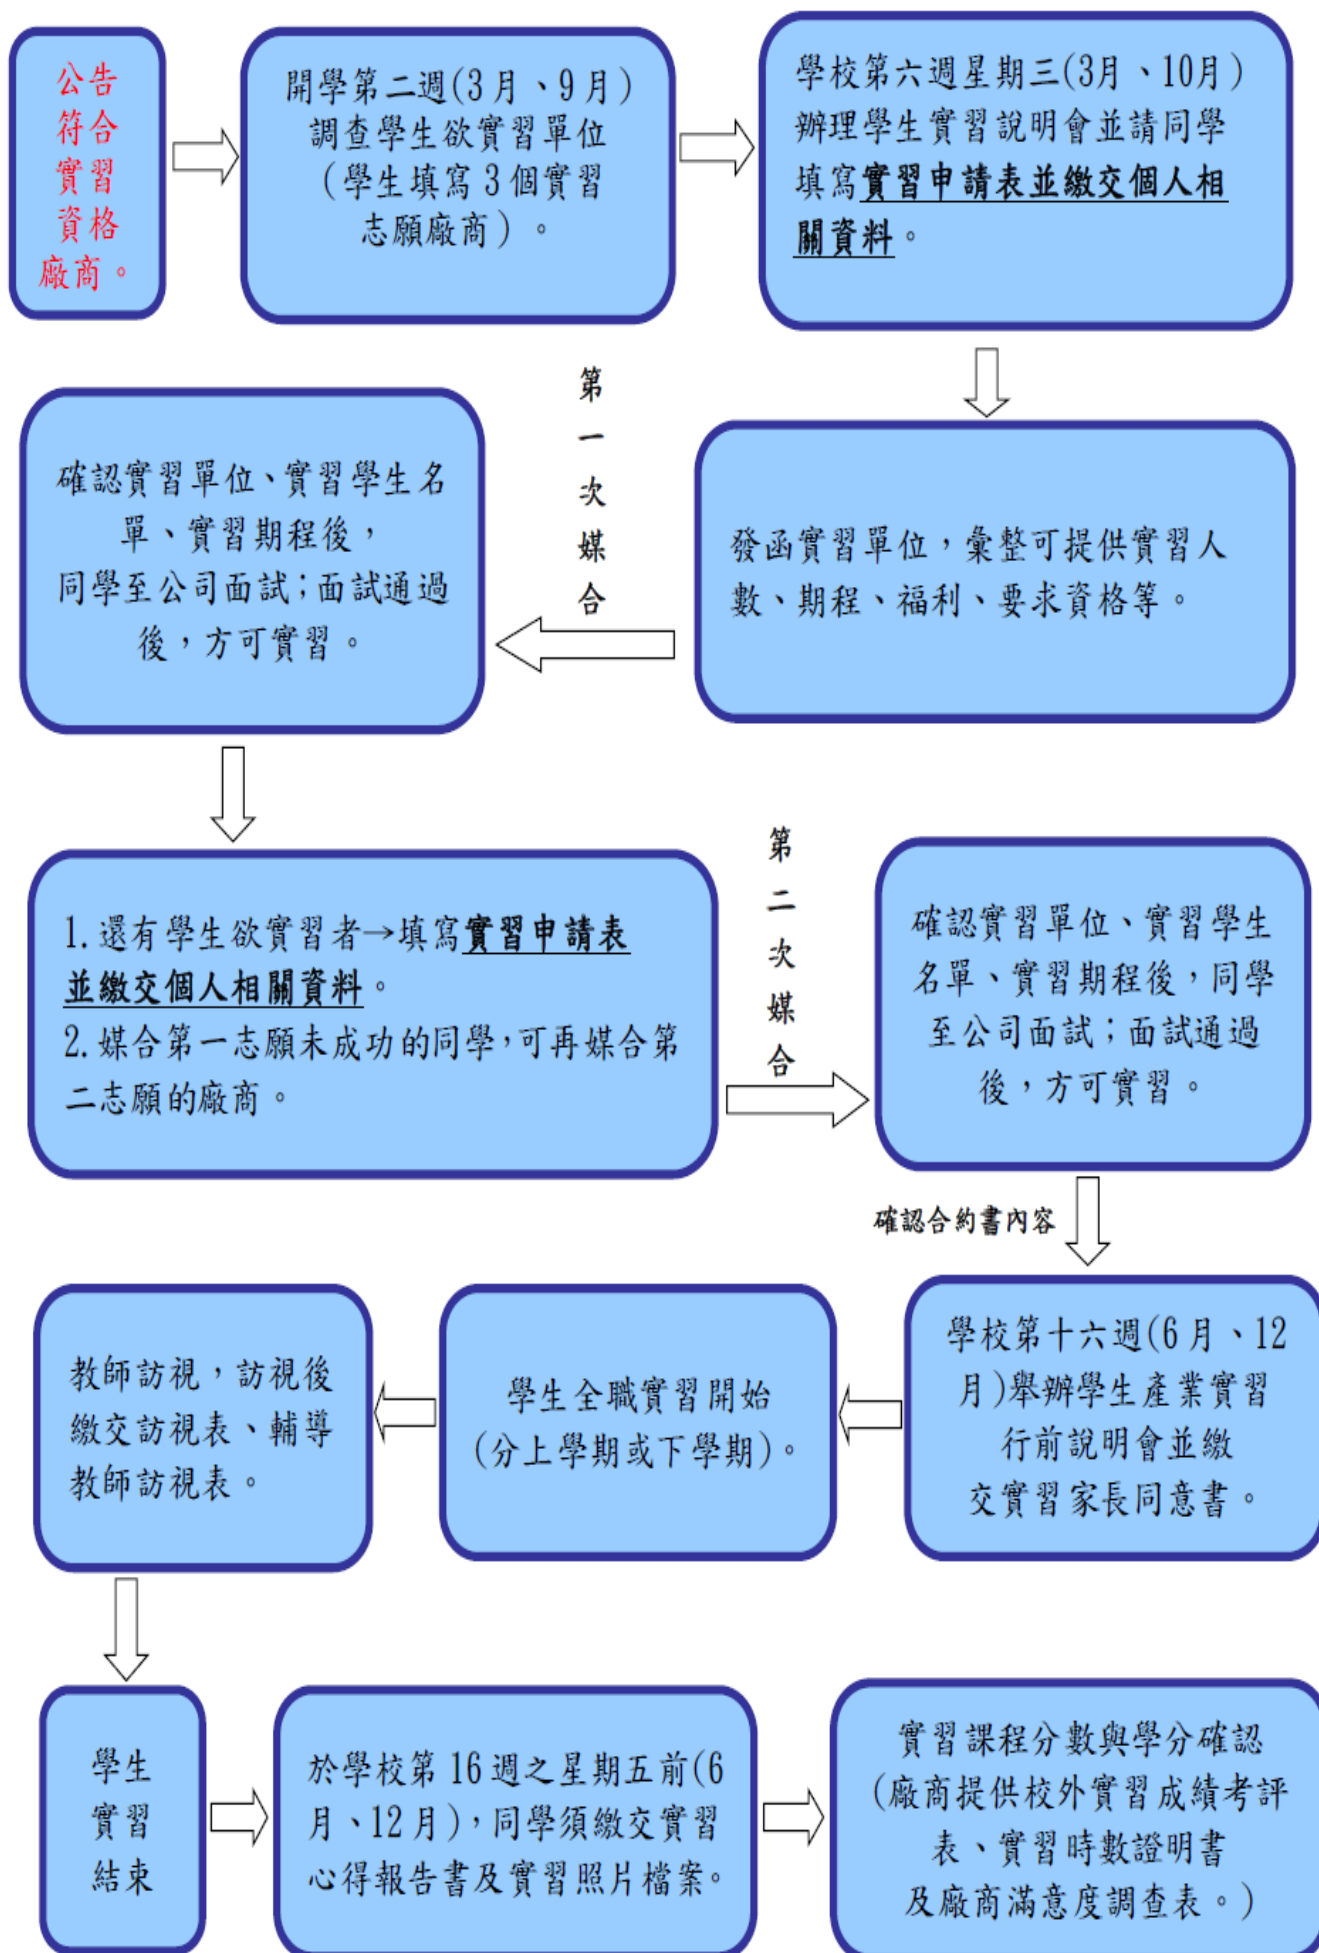 公告
符合
實習
資格
廠商。
開學第二週(3月、9月)
調查學生欲實習單位
(學生填寫3個實習
志願廠商)。
學校第六週星期三(3月、10月)
辦理學生實習說明會並請同學
填寫實習申請表並繳交個人相
關資料。
發函實習單位，彙整可提供實習人
數、期程、福利、要求資格等。
第一次媒合
確認實習單位、實習學生名
單、實習期程後，
同學至公司面試；面試通過
後，方可實習。
1.還有學生欲實習者→填寫實習申請表
並繳交個人相關資料。
2.媒合第一志願未成功的同學，可再媒合第
二志願的廠商。
第二次媒合
確認實習單位、實習學生
名單、實習期程後，同學
至公司面試；面試通過
後，方可實習。
確認合約書內容
學校第十六週(6月、12
月)舉辦學生產業實習
行前說明會並繳
交實習家長同意書。
學生全職實習開始
(分上學期或下學期)。
教師訪視，訪視後
繳交訪視表、輔導
教師訪視表。
學生
實習
結束
於學校第16週之星期五前(6
月、12月)，同學須繳交實習
心得報告書及實習照片檔案。
實習課程分數與學分確認
(廠商提供校外實習成績考評
表、實習時數證明書
及廠商滿意度調查表。)